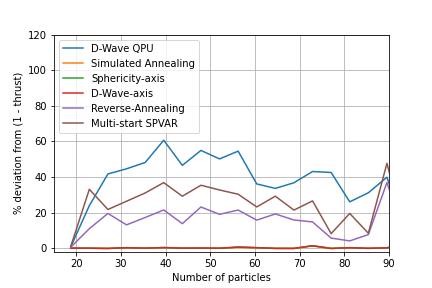 120
100
80
60
40
20
0
% deviation from (1 - thrust)
D-Wave QPU
Simulated Annealing
Sphericity-axis
D-Wave-axis
Reverse-Annealing
Multi-start SPVAR
20 30 40 50 60 70 80 90
Number of particles